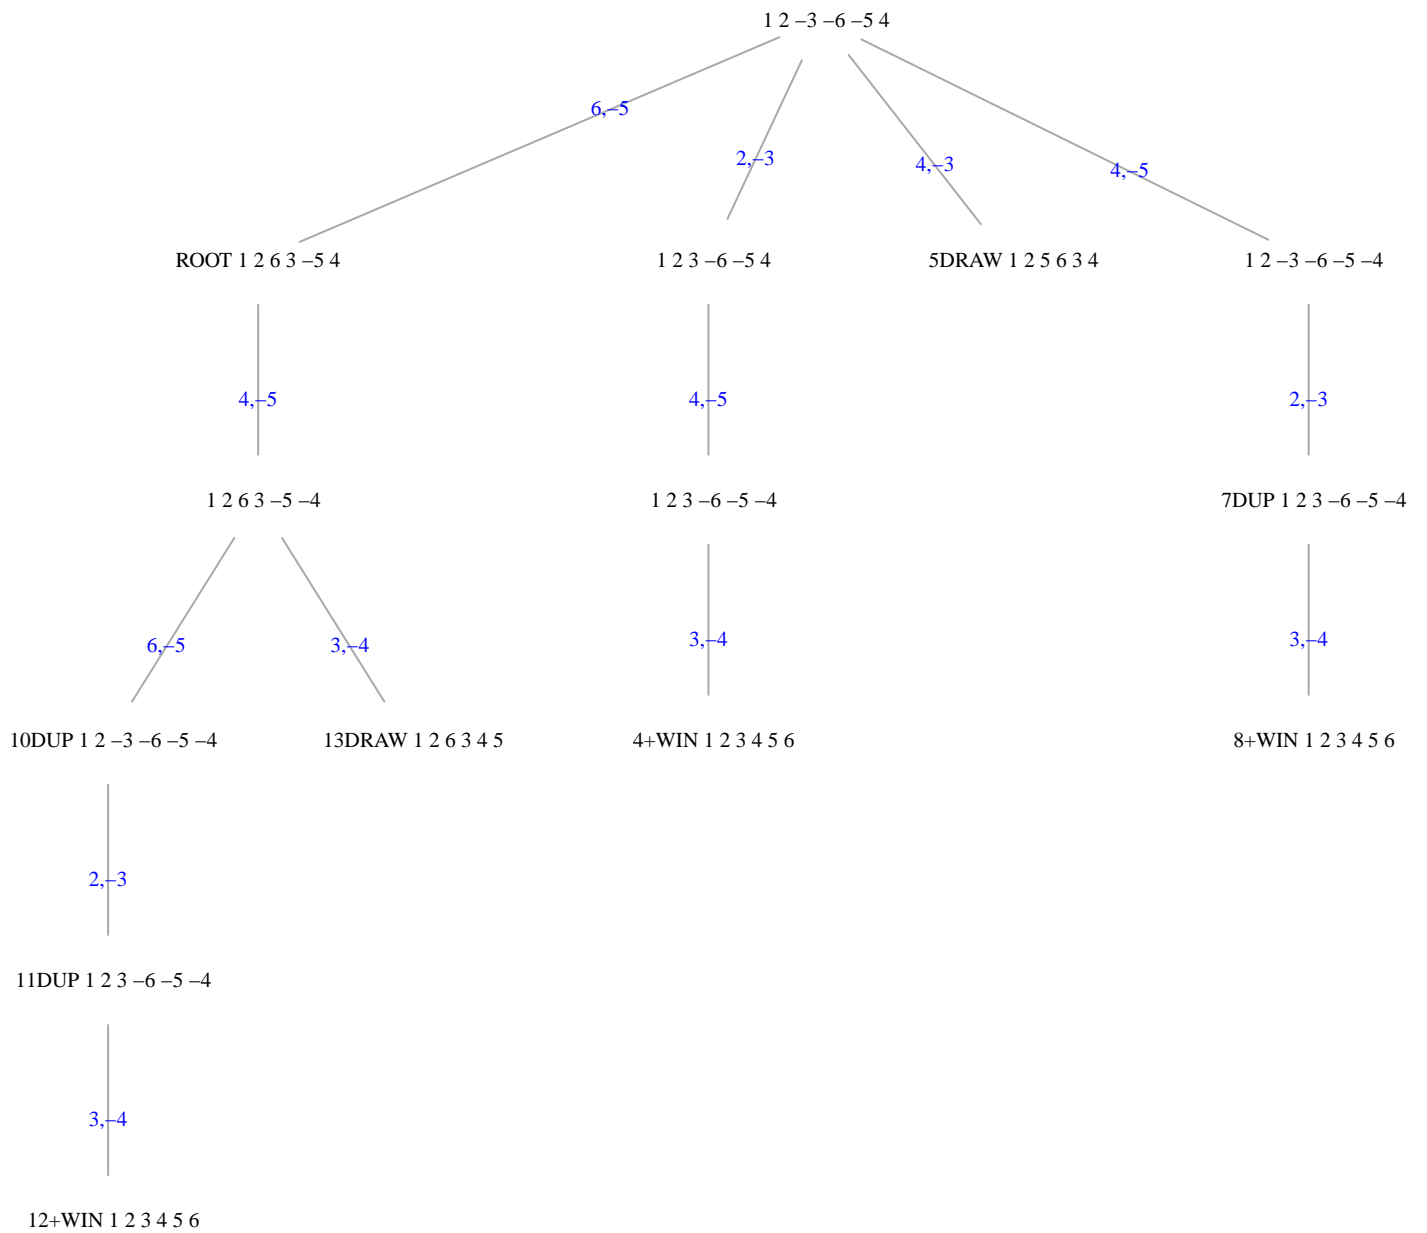 1 2 –3 –6 –5 4
6,–5
2,–3
4,–3
4,–5
ROOT 1 2 6 3 –5 4
1 2 3 –6 –5 4
5DRAW 1 2 5 6 3 4
1 2 –3 –6 –5 –4
4,–5
4,–5
2,–3
1 2 6 3 –5 –4
1 2 3 –6 –5 –4
7DUP 1 2 3 –6 –5 –4
6,–5
3,–4
3,–4
3,–4
10DUP 1 2 –3 –6 –5 –4
13DRAW 1 2 6 3 4 5
4+WIN 1 2 3 4 5 6
8+WIN 1 2 3 4 5 6
2,–3
11DUP 1 2 3 –6 –5 –4
3,–4
12+WIN 1 2 3 4 5 6